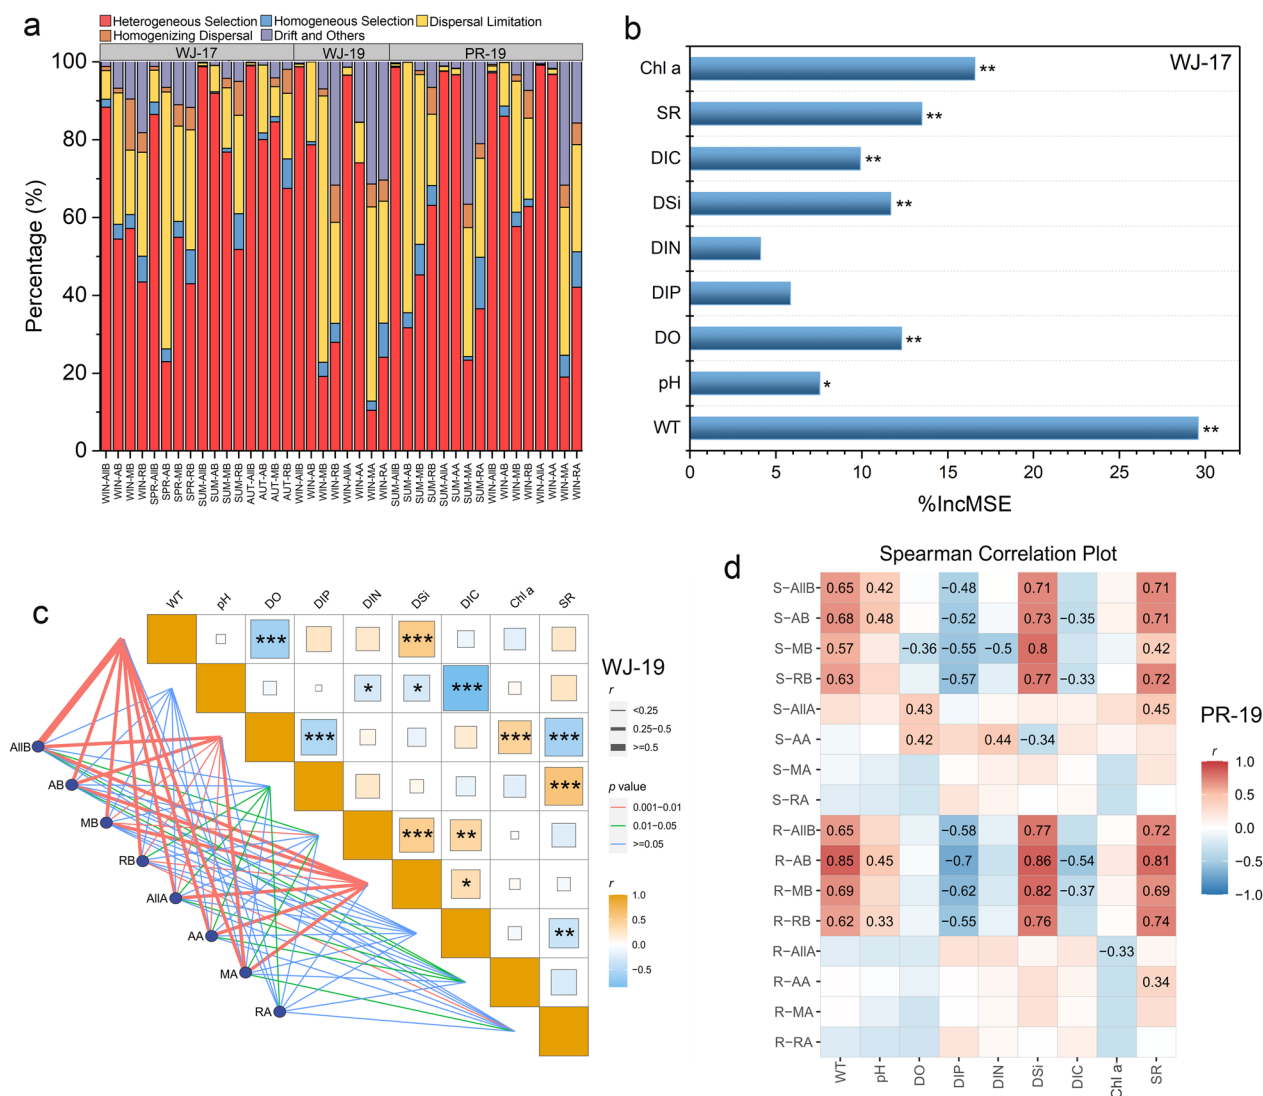 a
Heterogeneous Selection Homogeneous Selection Dispersal Limitation
Homogenizing Dispersal Drift and Others
WJ-17 WJ-19 PR-19
Percentage (%)
100
80
60
40
20
0
WIN-AllB
WIN-AB
WIN-MB
WIN-RB
SPR-AllB
SPR-AB
SPR-MB
SPR-RB
SUM-AllB
SUM-AB
SUM-MB
SUM-RB
AUT-AllB
AUT-AB
AUT-MB
AUT-RB
WIN-AllB
WIN-AB
WIN-MB
WIN-RB
WIN-AllA
WIN-AA
WIN-MA
WIN-RA
SUM-AllB
SUM-AB
SUM-MB
SUM-RB
SUM-AllA
SUM-AA
SUM-MA
SUM-RA
WIN-AllB
WIN-AB
WIN-MB
WIN-RB
WIN-AllA
WIN-AA
WIN-MA
WIN-RA
b
WJ-17
Chl a **
SR **
DIC **
DSi **
DIN
DIP
DO **
pH *
WT **
0 5 10 15 20 25 30
%IncMSE
c
WT pH DO DIP DIN DSi DIC Chl a SR
*** ***
* * ***
*** *** ***
***
*** **
*
**
AllB
AB
MB
RB
AllA
AA
MA
RA
WJ-19
r
<0.25
0.25−0.5
>=0.5
p value
0.001−0.01
0.01−0.05
>=0.05
r
1.0
0.5
0.0
−0.5
d
Spearman Correlation Plot
S−AllB 0.65 0.42 −0.48 0.71 0.71
S−AB 0.68 0.48 −0.52 0.73 −0.35 0.71
S−MB 0.57 −0.36 −0.55 −0.5 0.8 0.42
S−RB 0.63 −0.57 0.77 −0.33 0.72
S−AllA 0.43 0.45
S−AA 0.42 0.44 −0.34
S−MA
S−RA
R−AllB 0.65 −0.58 0.77 0.72
R−AB 0.85 0.45 −0.7 0.86 −0.54 0.81
R−MB 0.69 −0.62 0.82 −0.37 0.69
R−RB 0.62 0.33 −0.55 0.76 0.74
R−AllA −0.33
R−AA 0.34
R−MA
R−RA
WT pH DO DIP DIN DSi DIC Chl a SR
PR-19
r
1.0
0.5
0.0
−0.5
−1.0